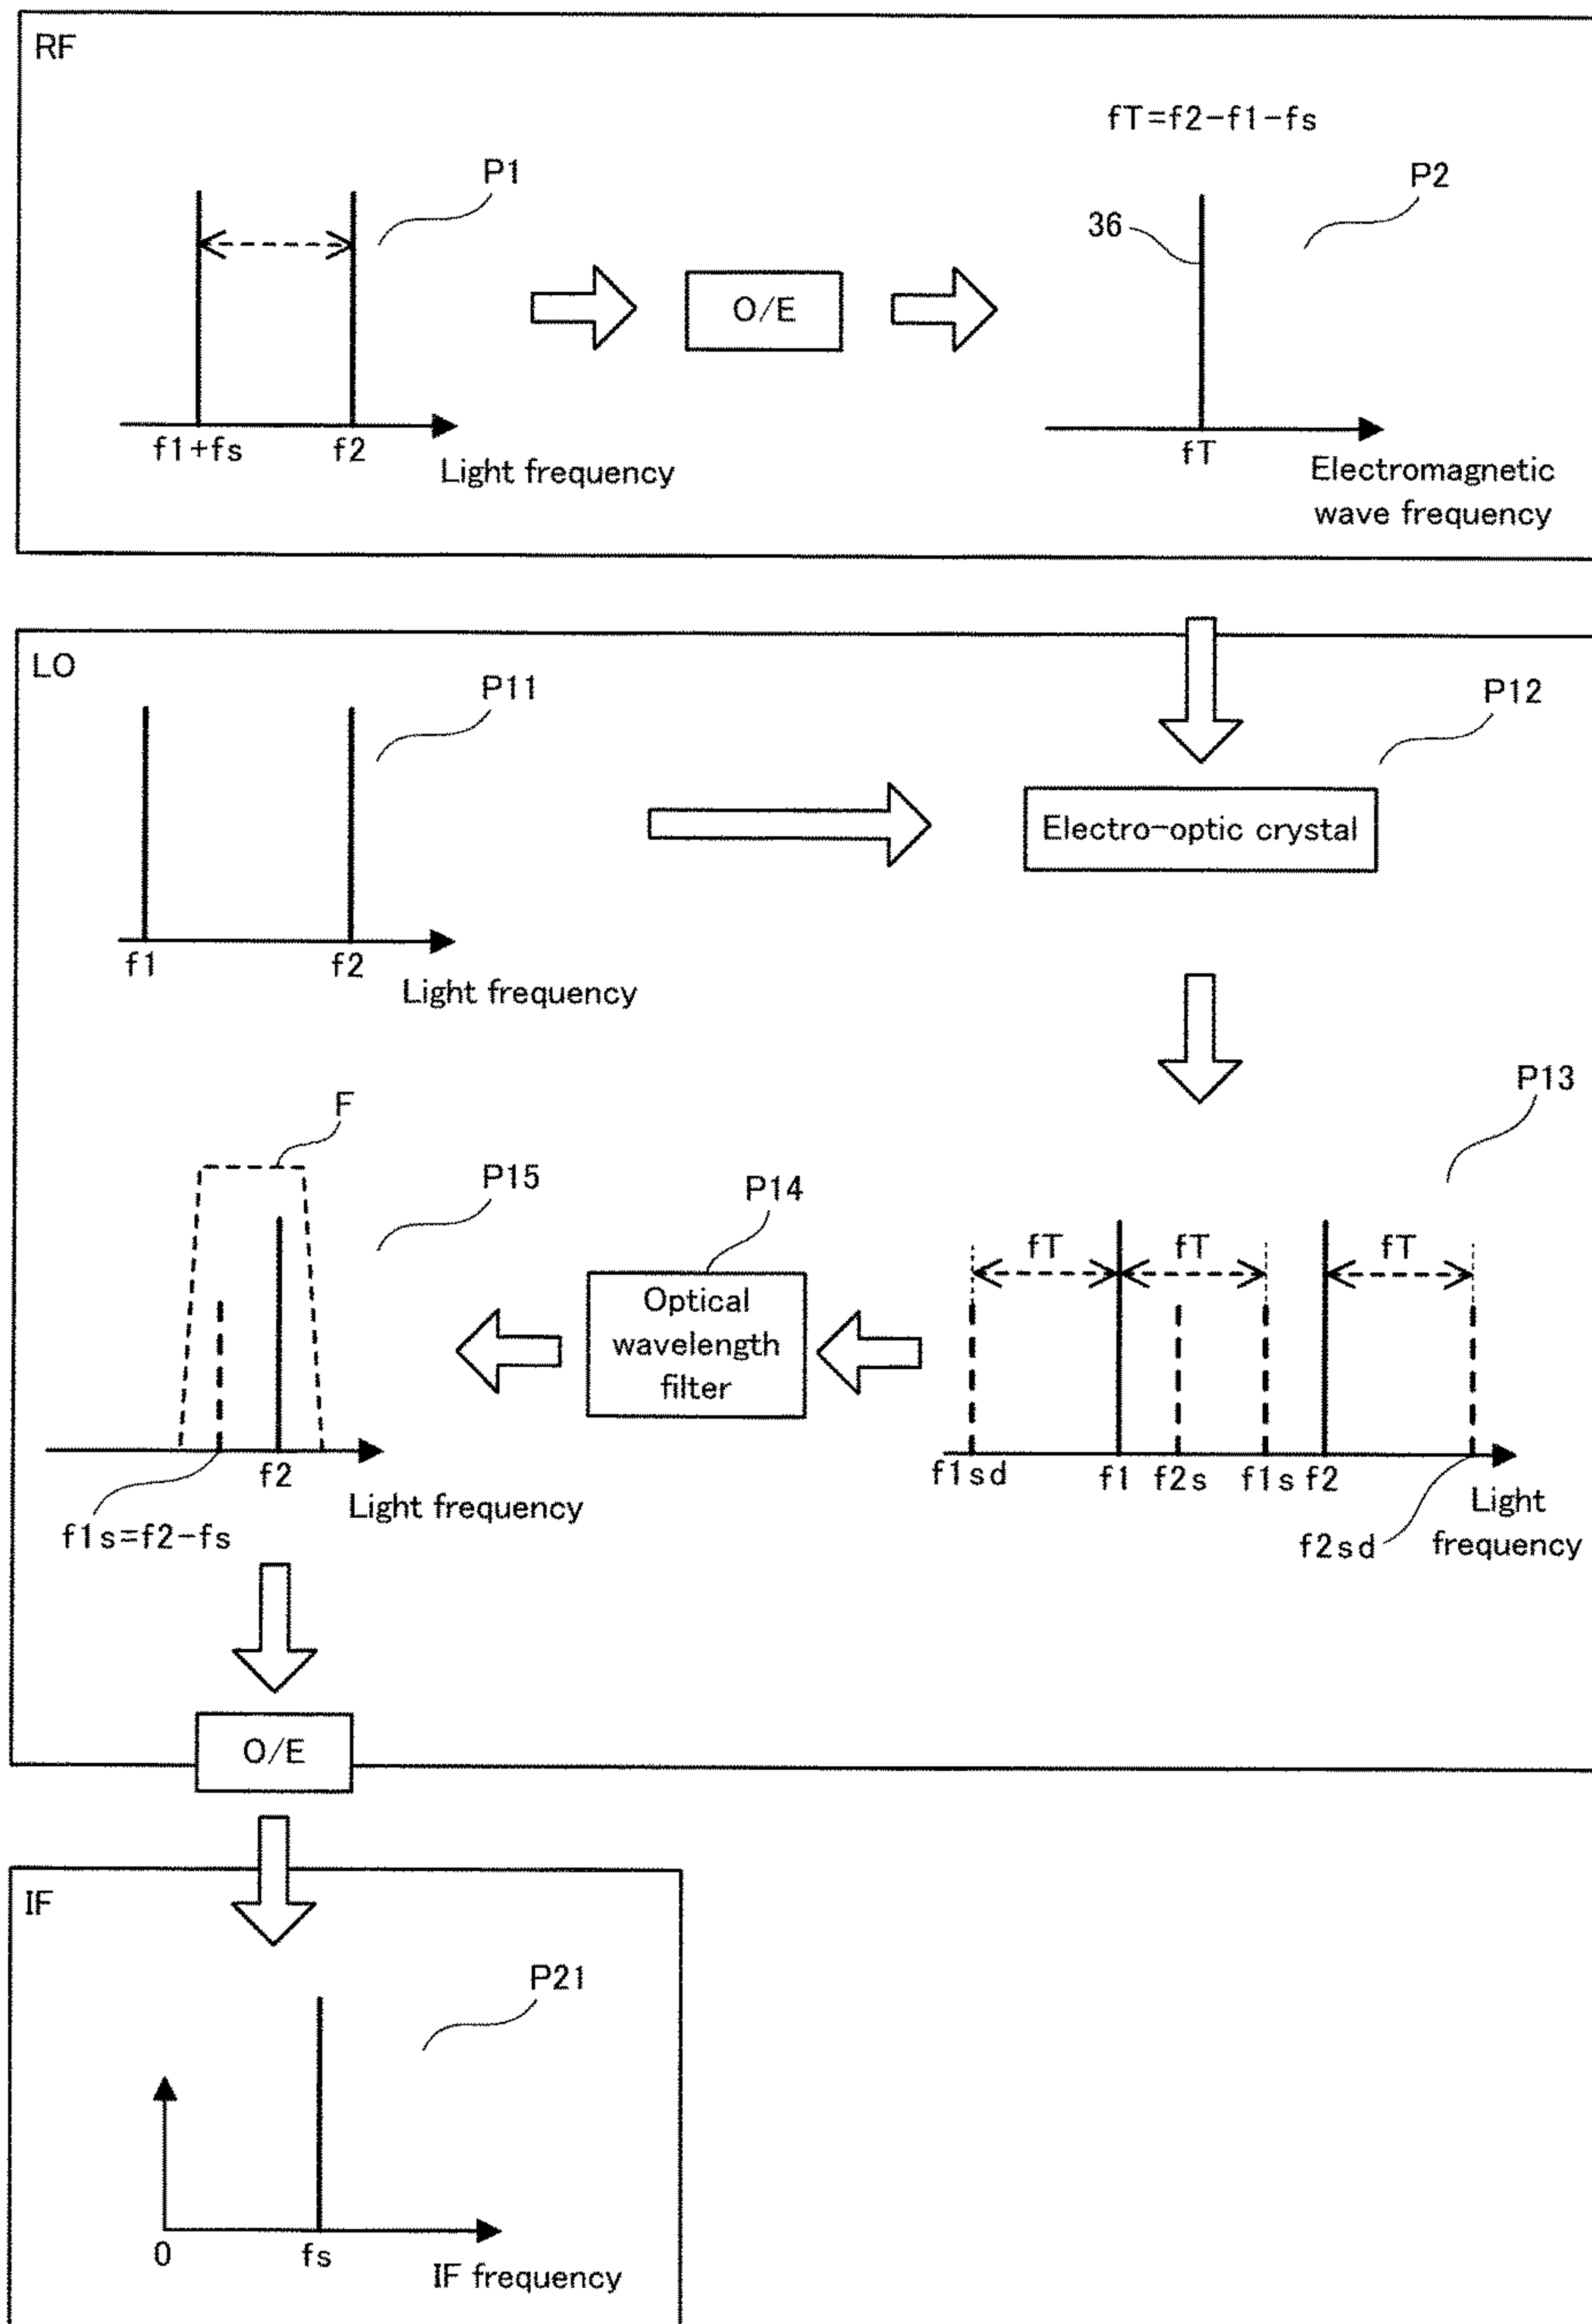 RF
fT=f2-f1-fs
P1
P2
36
O/E
f1+fs
f2
Light frequency
fT
Electromagnetic
wave frequency
LO
P11
P12
Electro-optic crystal
f1
f2
Light frequency
P13
F
P15
P14
fT
fT
fT
Optical
wavelength
filter
f2
Light frequency
f1s=f2-fs
f1sd
f1
f2s
f1s
f2
Light
frequency
f2sd
O/E
IF
P21
0
fs
IF frequency